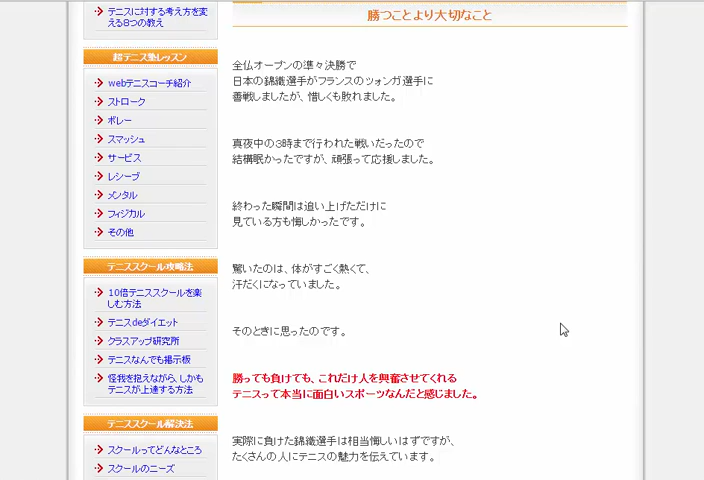 テニスに対する考え方を変
える8つの教え
超テニス塾レッスン
webテニスコーチ紹介
ストローク
ボレー
スマッシュ
サービス
レシーブ
メンタル
フィジカル
その他
テニススクール攻略法
10倍テニススクールを楽
しむ方法
テニスdeダイエット
クラスアップ研究所
テニスなんでも掲示板
怪我を抱えながら、しかも
テニスが上達する方法
テニススクール解決法
スクールってどんなところ
スクールのニーズ
勝つことより大切なこと
全仏オープンの準々決勝で
日本の錦織選手がフランスのツォンガ選手に
善戦しましたが、惜しくも敗れました。
真夜中の3時まで行われた戦いだったので
結構眠かったですが、頑張って応援しました。
終わった瞬間は追い上げただけに
見ている方も悔しかったです。
驚いたのは、体がすごく熱くて、
汗だくになっていました。
そのときに思ったのです。
勝っても負けても、これだけ人を興奮させてくれる
テニスって本当に面白いスポーツなんだと感じました。
実際に負けた錦織選手は相当悔しいはずですが、
たくさんの人にテニスの魅力を伝えています。